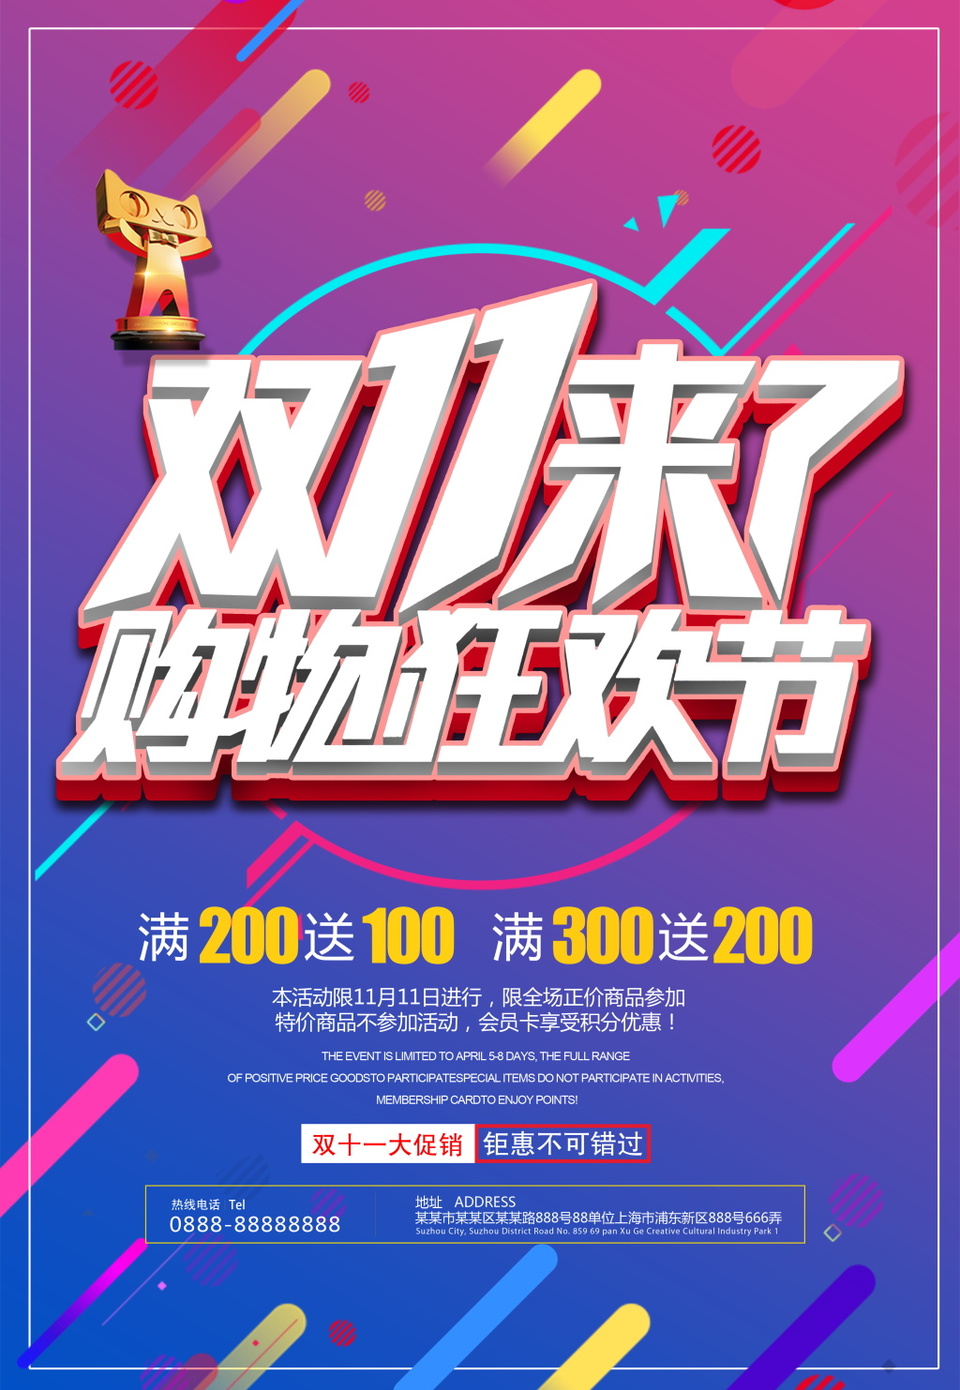 双11来了
购物狂欢节
满200送100 满300送200
本活动限11月11日进行，限全场正价商品参加
特价商品不参加活动，会员卡享受积分优惠！
THE EVENT IS LIMITED TO APRIL 5-8 DAYS, THE FULL RANGE
OF POSITIVE PRICE GOODSTO PARTICIPATESPECIAL ITEMS DO NOT PARTICIPATE IN ACTIVITIES,
MEMBERSHIP CARDTO ENJOY POINTS!
双十一大促销 钜惠不可错过
热线电话 Tel
0888-88888888
地址 ADDRESS
某某市某某区某某路888号88单位上海市浦东新区888号666弄
Suzhou City, Suzhou District Road No. 859 69 pan Xu Ge Creative Cultural Industry Park 1